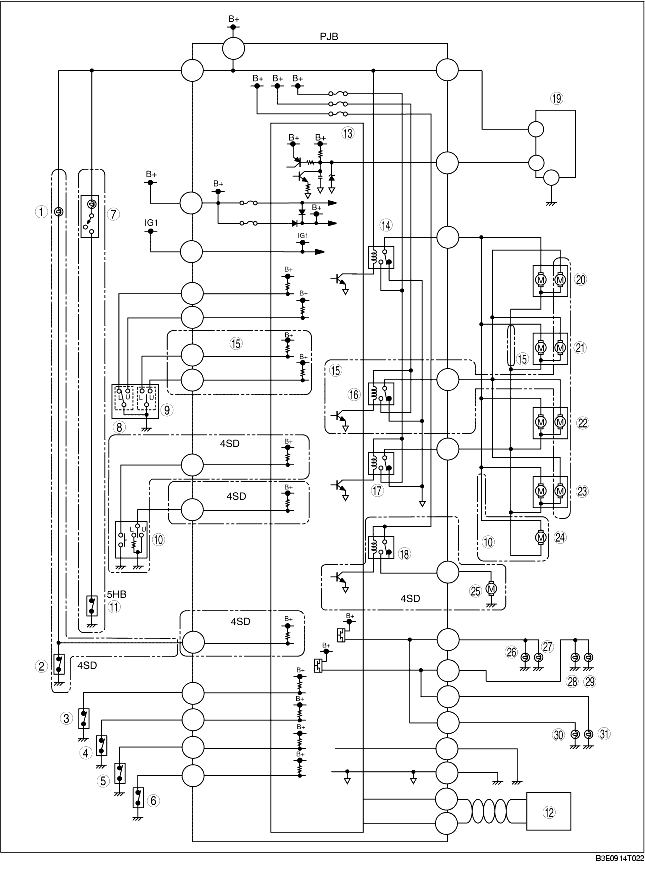 B+
PJB
B+ B+ B+
⑲
⑬
B+ B+
B+
B+
① ⑦
B+
IG1
IG1
⑭
B+
B+
⑳
⑮
B+
⑮
⑮
㉑
B+
L U L U
⑯
⑧ ⑨
㉒
4SD
B+
⑰
4SD
B+
㉓
L U
⑩
⑱
⑩
㉔
4SD
㉕
5HB
⑪
4SD
B+
B+
B+
②
4SD
㉖ ㉗
㉘ ㉙
B+
③
B+
④
B+
㉚ ㉛
⑤
B+
⑥
⑫
M M
M M
M M
M M
M
M
B3E0914T022